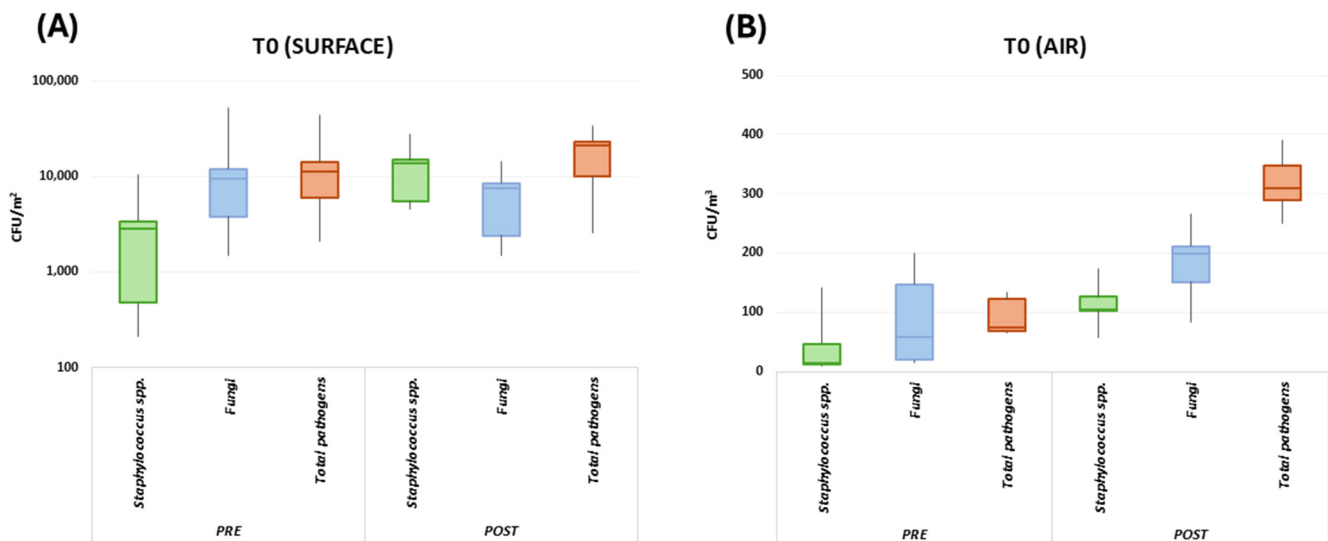 (A)
T0 (SURFACE)
100,000
10,000
1,000
100
CFU/m²
Staphylococcus spp.
Fungi
Total pathogens
Staphylococcus spp.
Fungi
Total pathogens
PRE
POST
(B)
T0 (AIR)
500
400
300
200
100
0
CFU/m³
Staphylococcus spp.
Fungi
Total pathogens
Staphylococcus spp.
Fungi
Total pathogens
PRE
POST